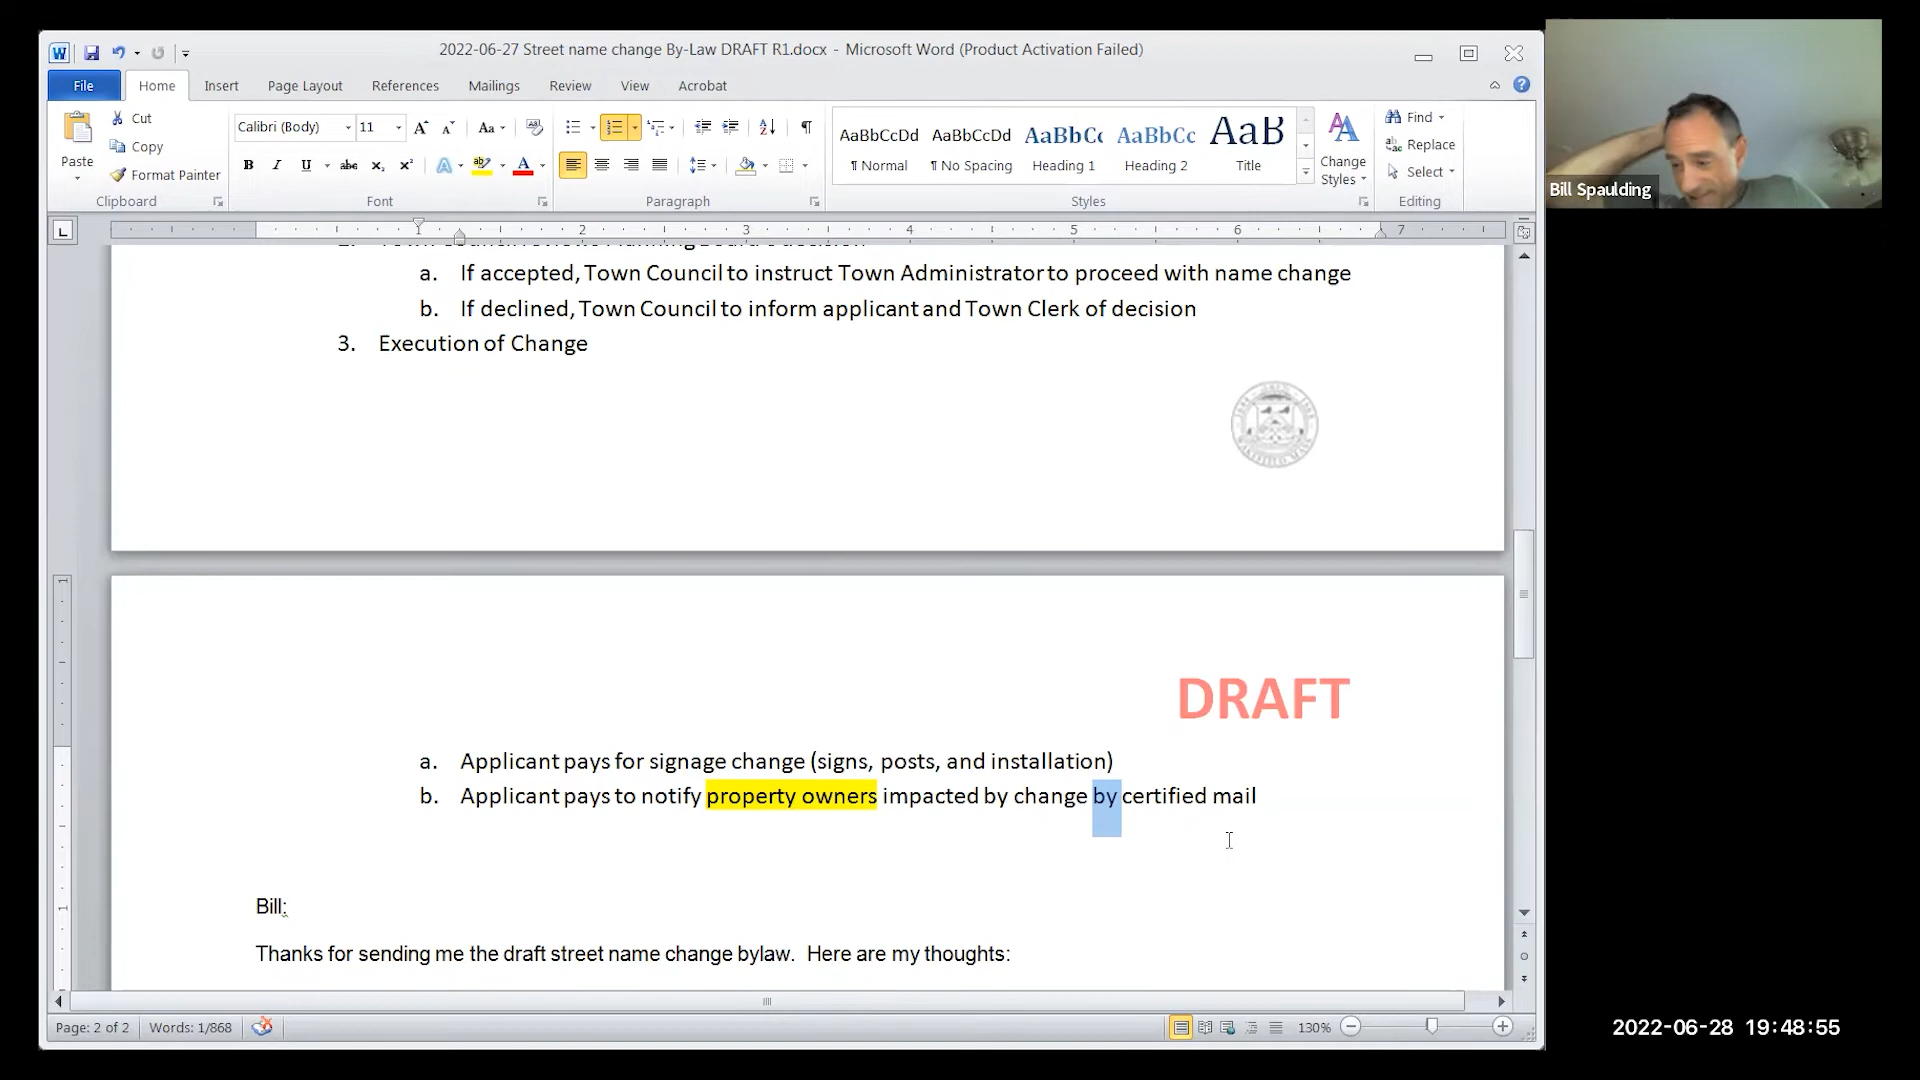 2022-06-27 Street name change By-Law DRAFT R1.docx - Microsoft Word (Product Activation Failed)
File Home Insert Page Layout References Mailings Review View Acrobat
Paste
Cut
Copy
Format Painter
Clipboard
Calibri (Body) 11
Font
Paragraph
AaBbCcDd AaBbCcDd AaBbCc AaBbCc AaB
¶ Normal ¶ No Spacing Heading 1 Heading 2 Title
Change
Styles
Styles
Find
Replace
Select
Editing
Bill Spaulding
2 3 4 5 6 7
a. If accepted, Town Council to instruct Town Administrator to proceed with name change
b. If declined, Town Council to inform applicant and Town Clerk of decision
3. Execution of Change
DRAFT
a. Applicant pays for signage change (signs, posts, and installation)
b. Applicant pays to notify property owners impacted by change by certified mail
Bill:
Thanks for sending me the draft street name change bylaw. Here are my thoughts:
Page: 2 of 2 Words: 1/868
130%
2022-06-28 19:48:55